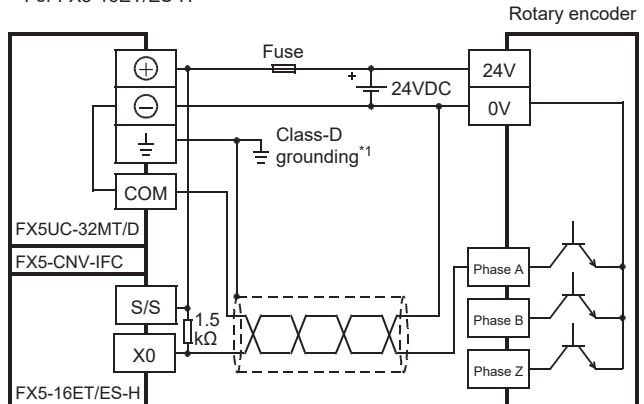 Rotary encoder
Fuse
24V
+
24VDC
0V
Class-D
grounding*1
COM
FX5UC-32MT/D
FX5-CNV-IFC
Phase A
S/S
1.5
kΩ
Phase B
X0
Phase Z
FX5-16ET/ES-H